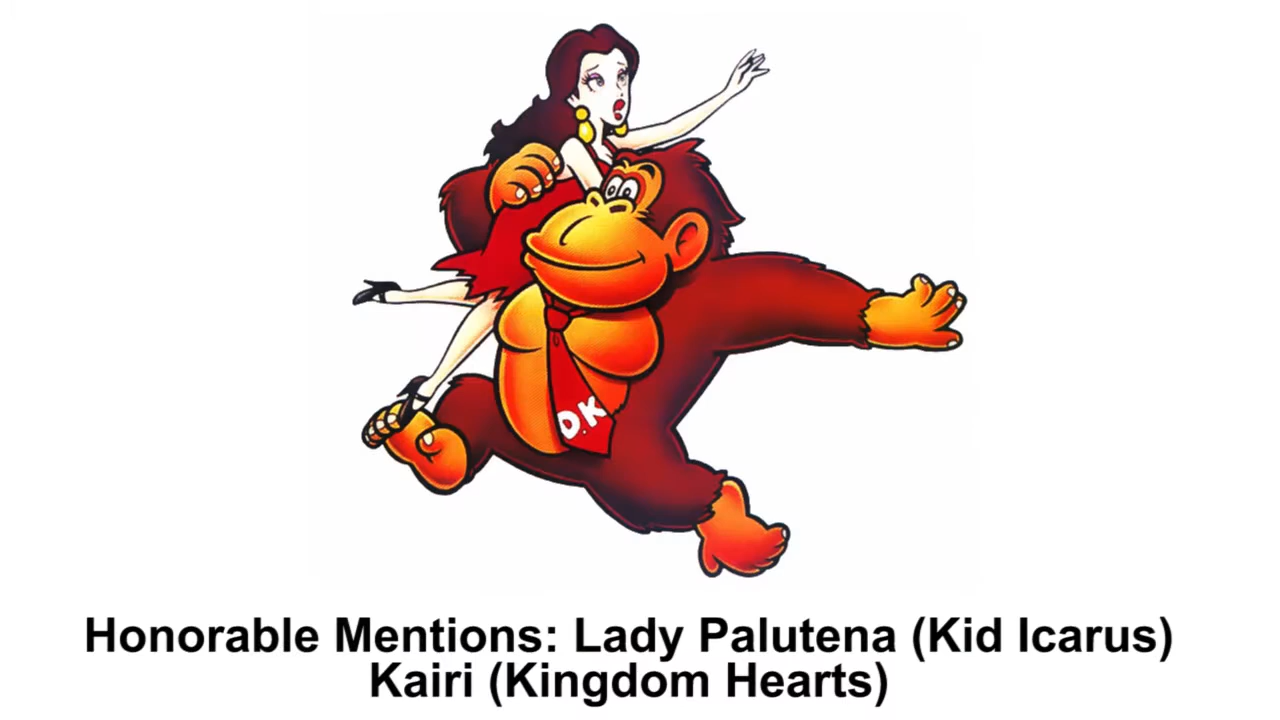 D.K
Honorable Mentions: Lady Palutena (Kid Icarus)
Kairi (Kingdom Hearts)